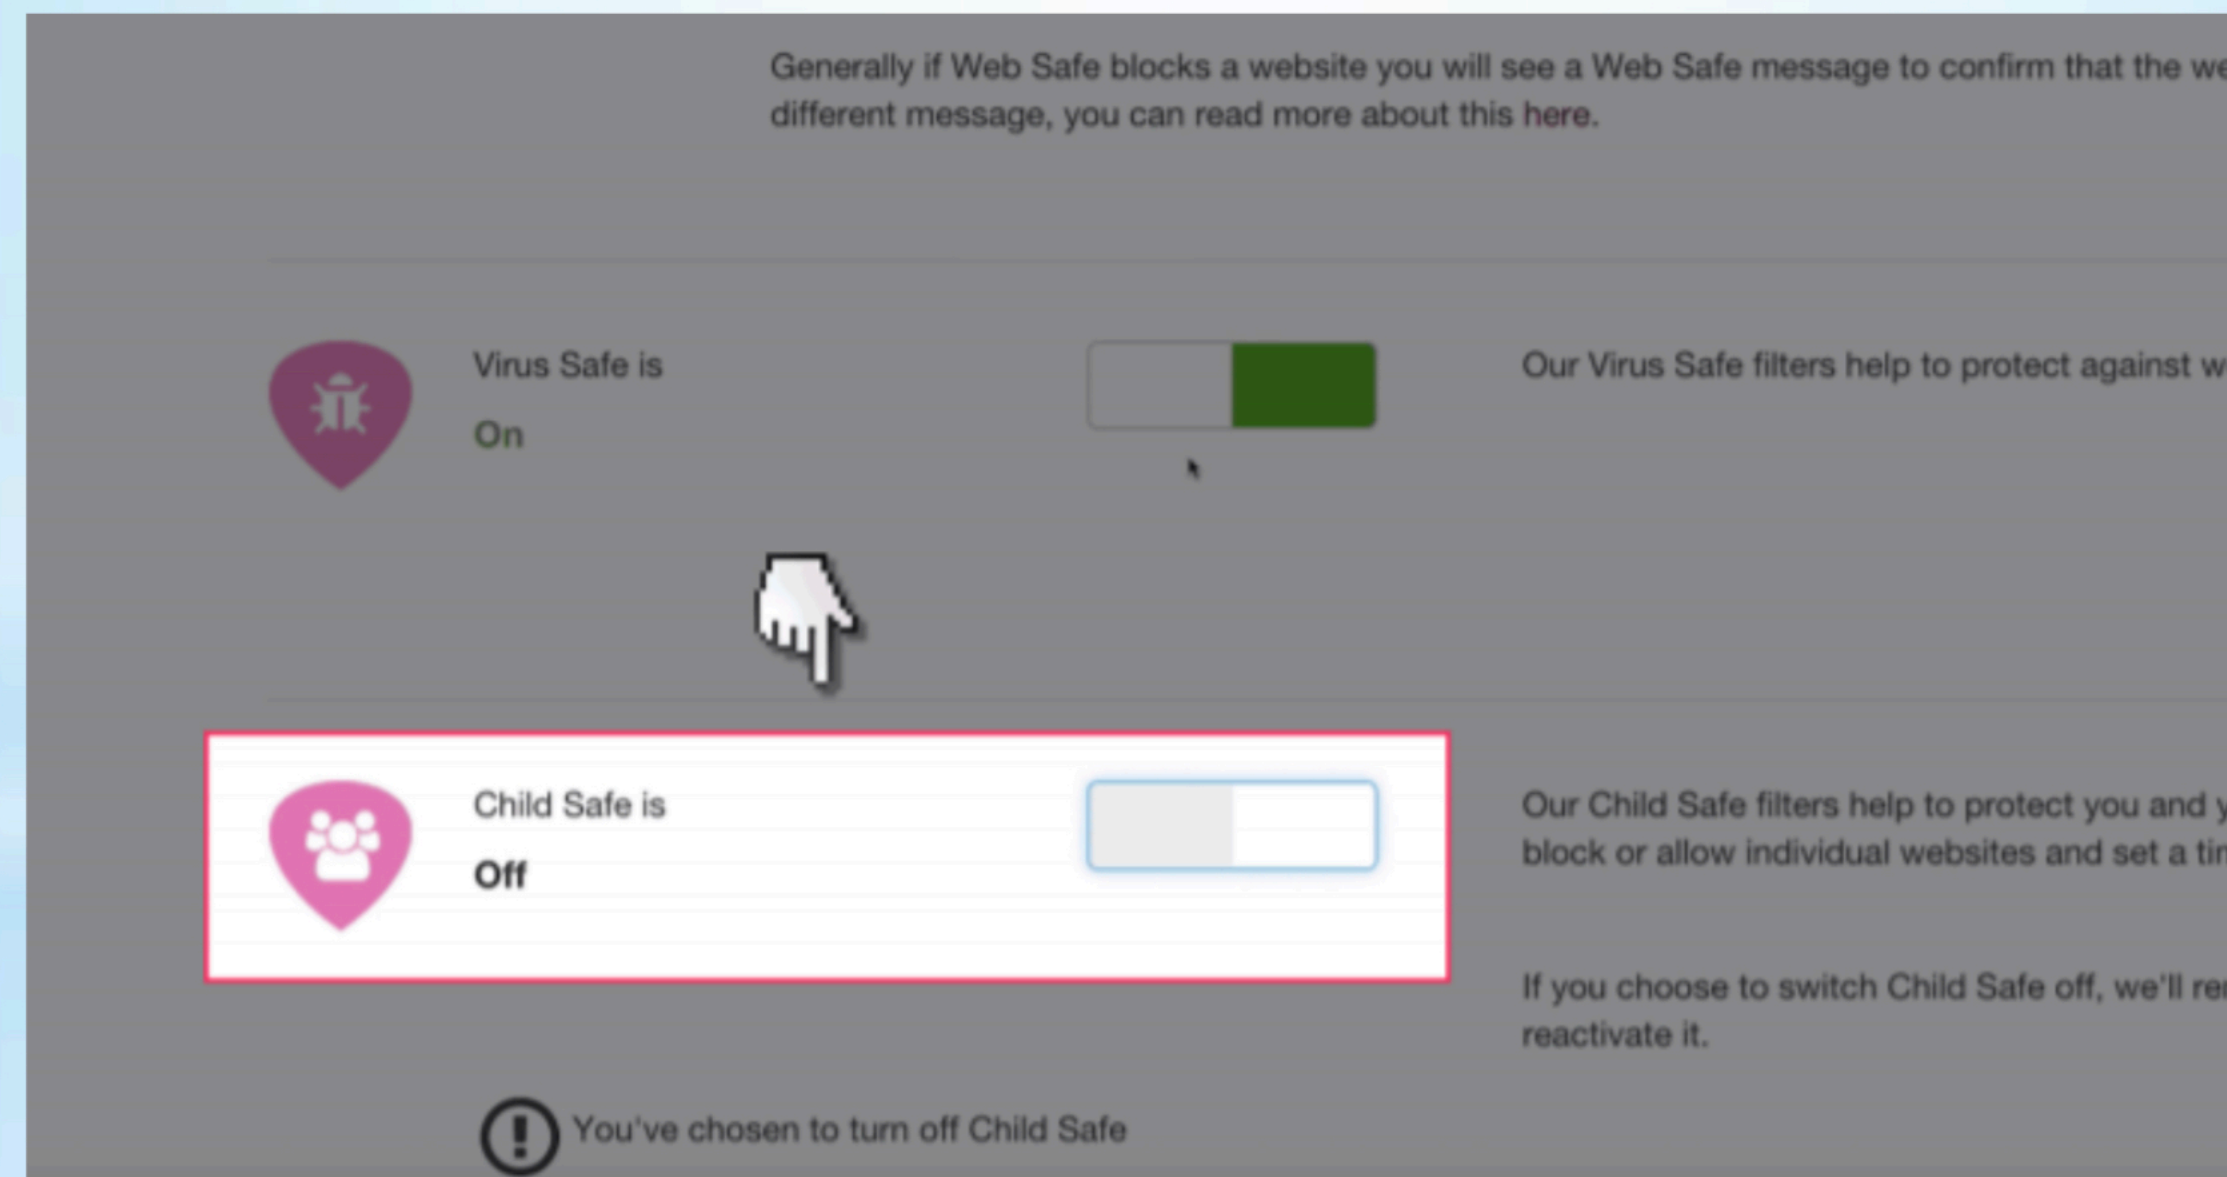 Generally if Web Safe blocks a website you will see a Web Safe message to confirm that the
different message, you can read more about this here.
Virus Safe is
On
Our Virus Safe filters help to protect against
Child Safe is
Off
Our Child Safe filters help to protect you and
block or allow individual websites and set a
If you choose to switch Child Safe off, we'll
reactivate it.
You've chosen to turn off Child Safe